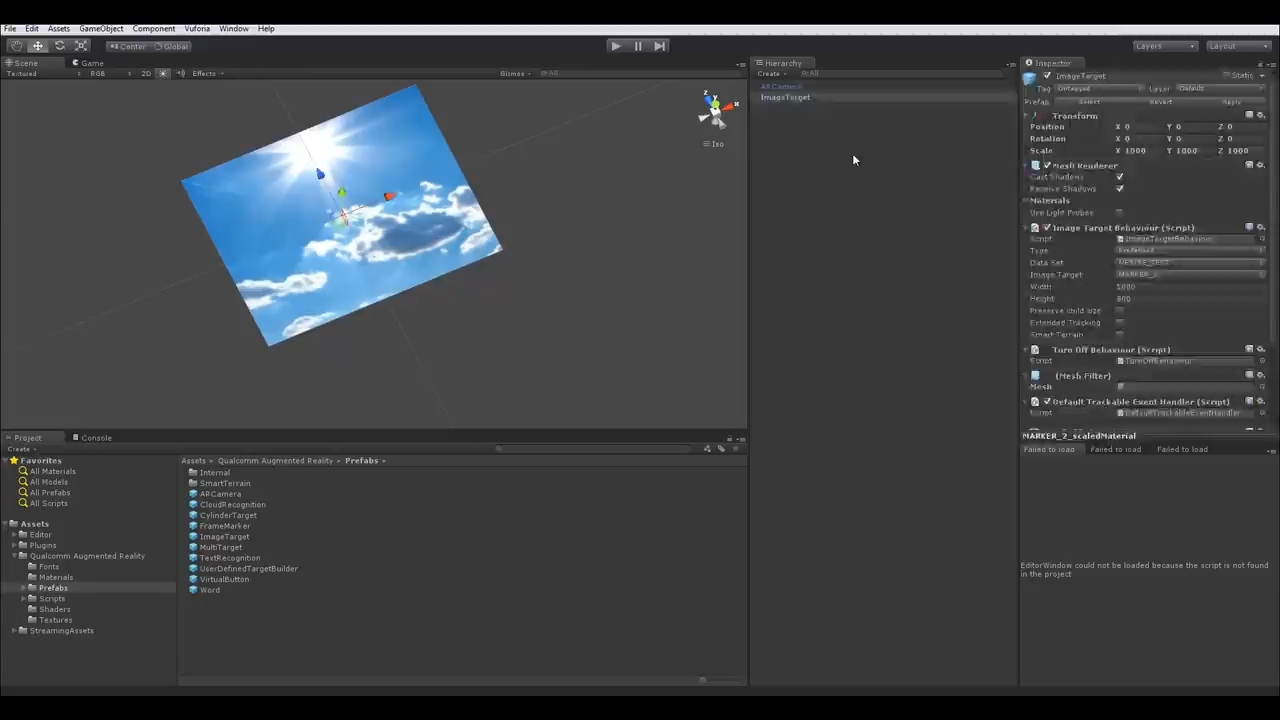 File Edit Assets GameObject Component Vuforia Window Help
Center Global Layers Layout
Scene Game
Textured RGB 2D Effects Gizmos All
z y x
Iso
Hierarchy
Create All
ARCamera
ImageTarget
Inspector
ImageTarget Static
Tag Untagged Layer Default
Prefab Select Revert Apply
Transform
Position X 0 Y 0 Z 0
Rotation X 0 Y 0 Z 0
Scale X 1000 Y 1000 Z 1000
Mesh Renderer
Cast Shadows
Receive Shadows
Materials
Use Light Probes
Image Target Behaviour (Script)
Script ImageTargetBehaviour
Type Predefined
Data Set
Image Target MARKER_2
Width 1000
Height
Preserve child size
Extended Tracking
Smart Terrain
Turn Off Behaviour (Script)
Script TurnOffBehaviour
(Mesh Filter)
Mesh
Default Trackable Event Handler (Script)
Script DefaultTrackableEventHandler
MARKER_2_scaledMaterial
Failed to load Failed to load Failed to load
EditorWindow could not be loaded because the script is not found
in the project
Project Console
Create
Favorites
All Materials
All Models
All Prefabs
All Scripts
Assets
Editor
Plugins
Qualcomm Augmented Reality
Fonts
Materials
Prefabs
Scripts
Shaders
Textures
StreamingAssets
Assets Qualcomm Augmented Reality Prefabs
Internal
SmartTerrain
ARCamera
CloudRecognition
CylinderTarget
FrameMarker
ImageTarget
MultiTarget
TextRecognition
UserDefinedTargetBuilder
VirtualButton
Word